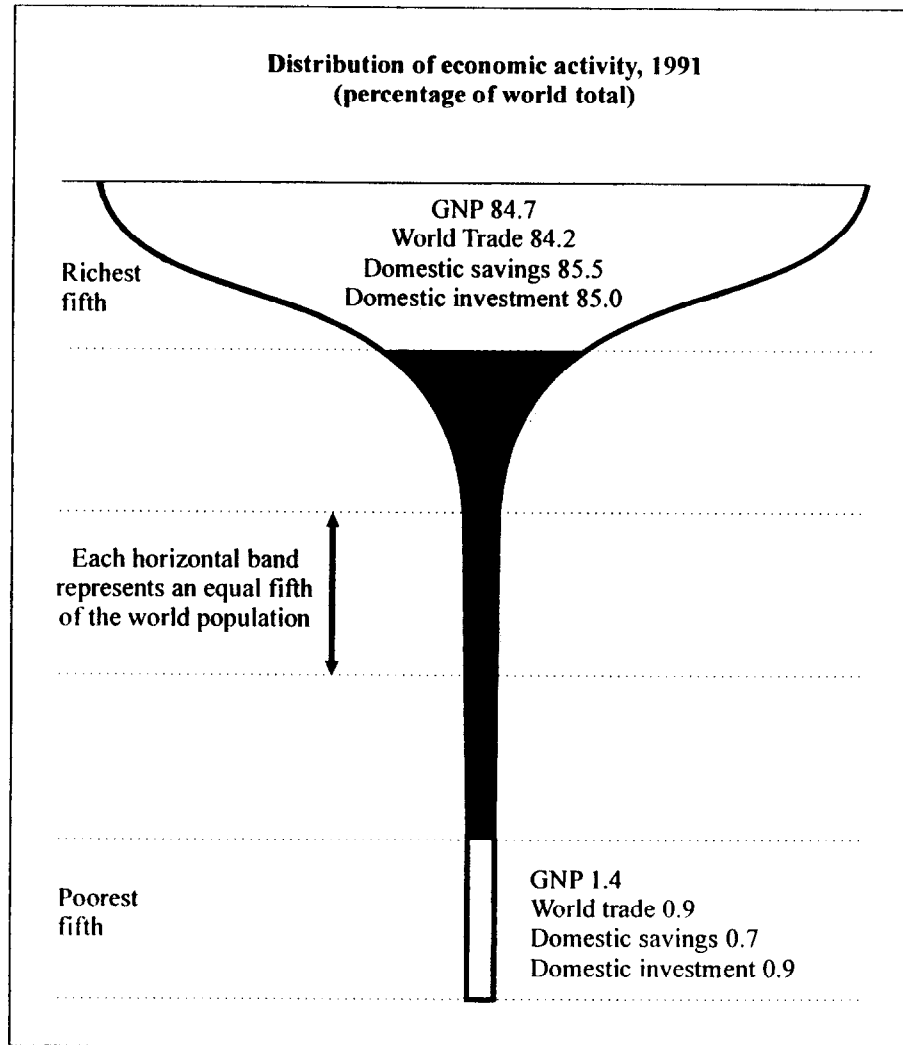 Distribution of economic activity, 1991
(percentage of world total)
GNP 84.7
World Trade 84.2
Domestic savings 85.5
Domestic investment 85.0
Richest
fifth
Each horizontal band
represents an equal fifth
of the world population
Poorest
fifth
GNP 1.4
World trade 0.9
Domestic savings 0.7
Domestic investment 0.9